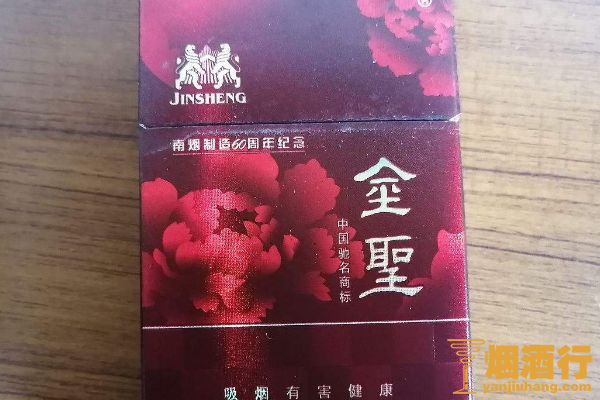 ®
JINSHENG
南烟制造60周年纪念
金聖
中国驰名商标
吸烟有害健康
烟酒行
yanjiuhang.com